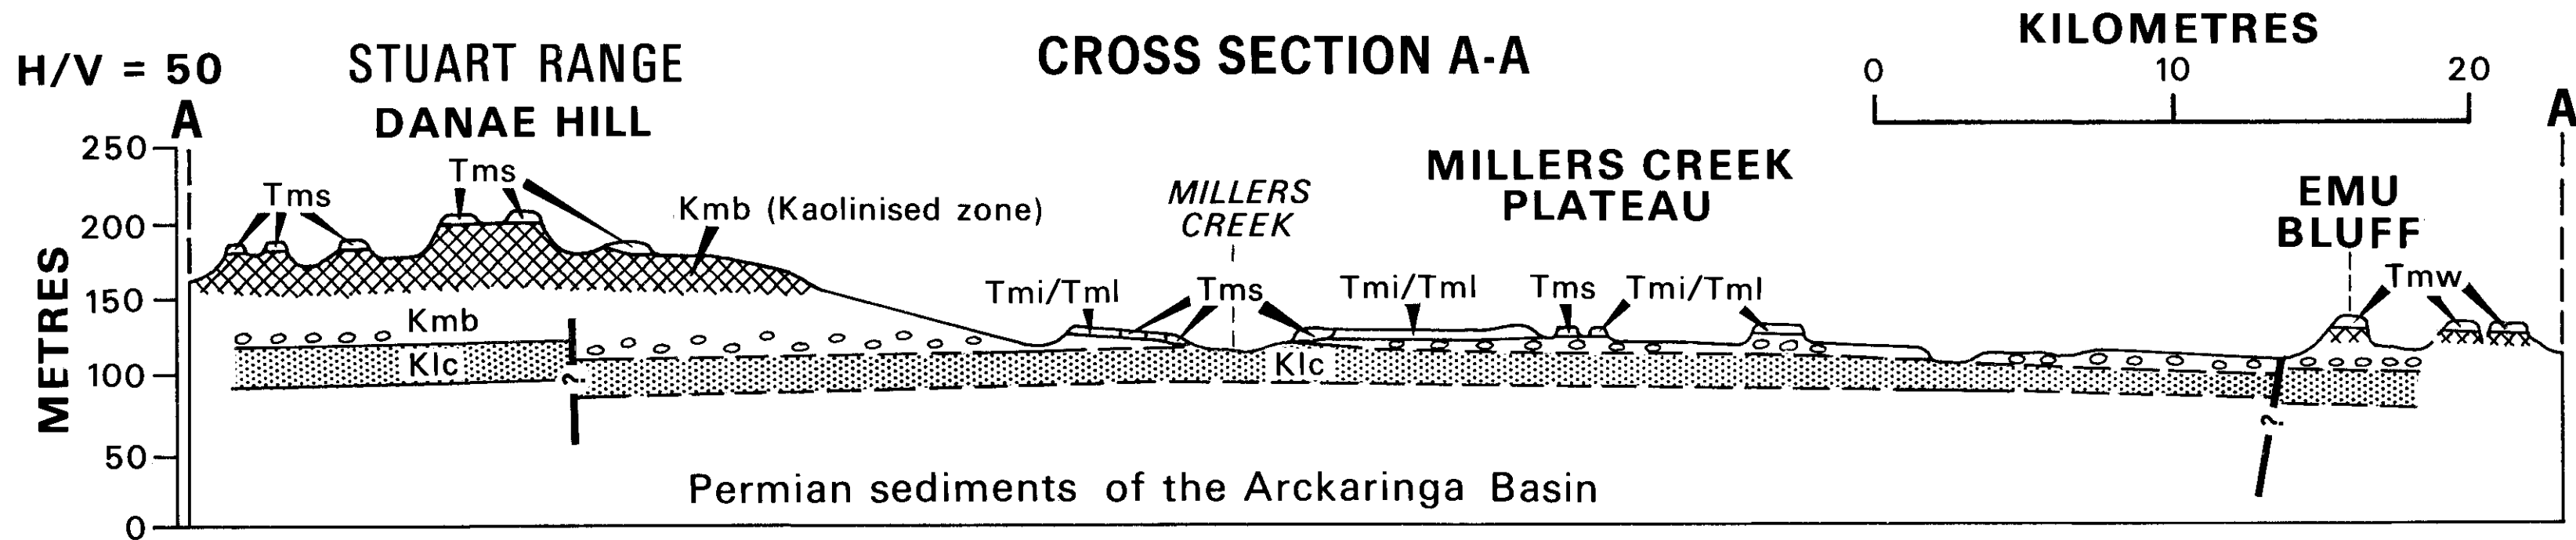 H/V = 50
STUART RANGE
DANAE HILL
CROSS SECTION A-A
KILOMETRES
0 10 20
A
A
METRES
250
200
150
100
50
0
Tms
Tms
Kmb (Kaolinised zone)
MILLERS
CREEK
MILLERS CREEK
PLATEAU
EMU
BLUFF
Tmi/Tml
Tms
Tmi/Tml
Tms
Tmi/Tml
Tmw
Kmb
Klc
?
Klc
?
Permian sediments of the Arckaringa Basin